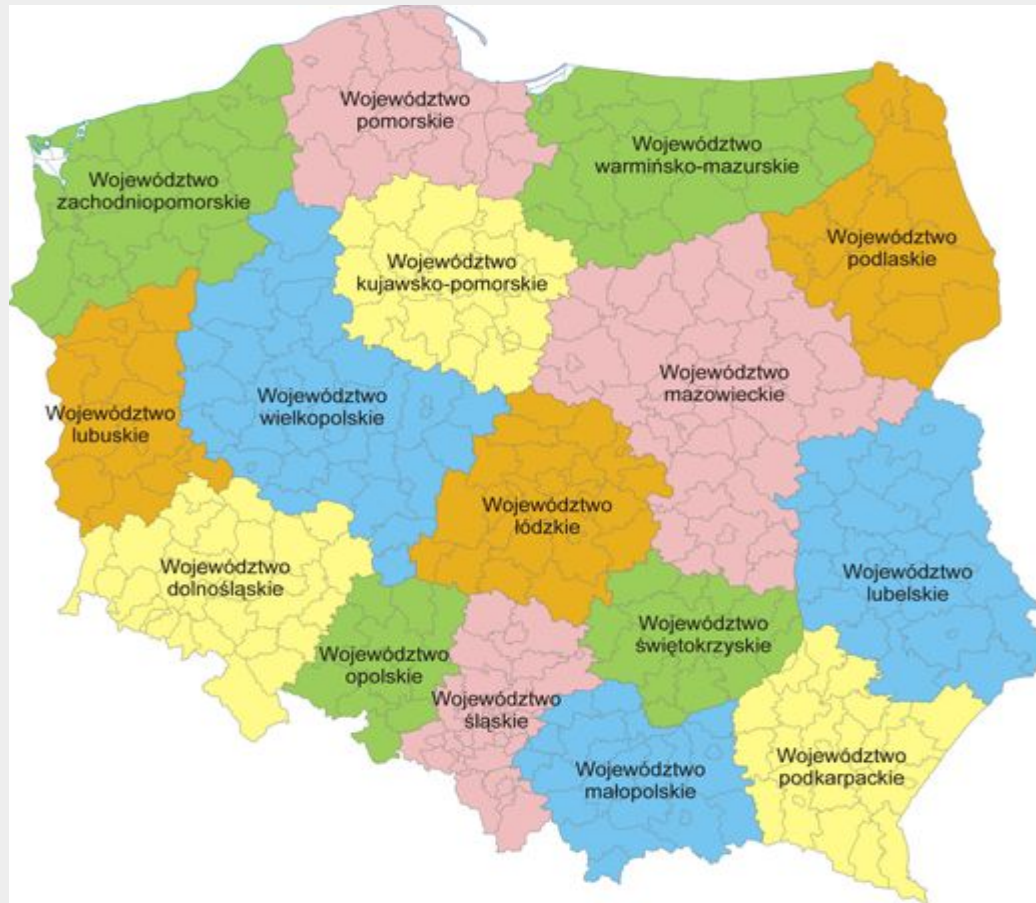 Województwo
pomorskie
Województwo
warmińsko-mazurskie
Województwo
zachodniopomorskie
Województwo
podlaskie
Województwo
kujawsko-pomorskie
Województwo
mazowieckie
Województwo
wielkopolskie
Województwo
lubuskie
Województwo
łódzkie
Województwo
dolnośląskie
Województwo
lubelskie
Województwo
świętokrzyskie
Województwo
opolskie
Województwo
śląskie
Województwo
podkarpackie
Województwo
małopolskie